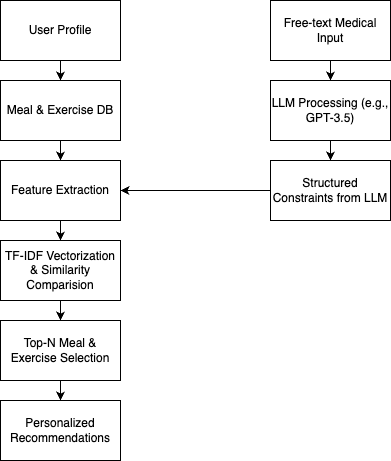 User Profile
Free-text Medical
Input
Meal & Exercise DB
LLM Processing (e.g.,
GPT-3.5)
Feature Extraction
Structured
Constraints from LLM
TF-IDF Vectorization
& Similarity
Comparision
Top-N Meal &
Exercise Selection
Personalized
Recommendations